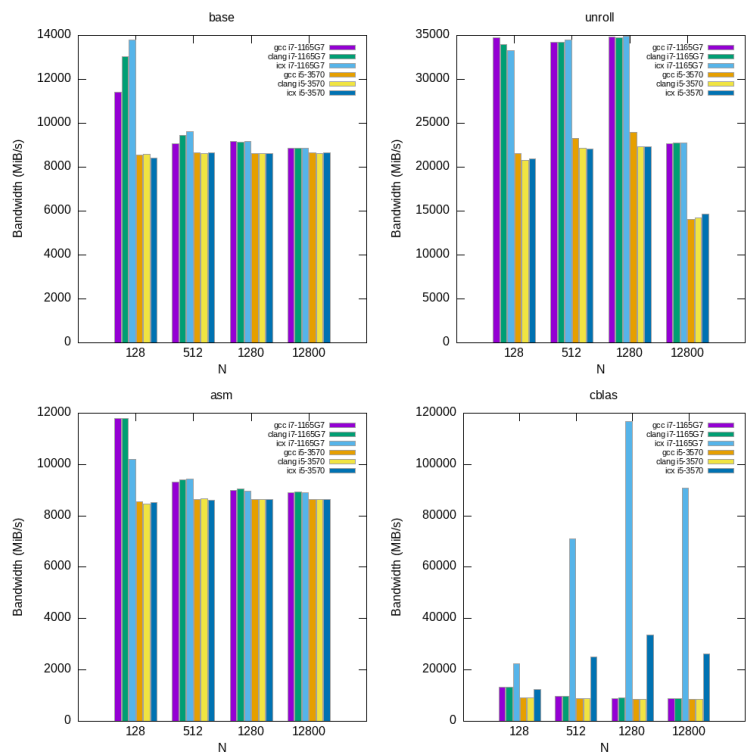 base
Bandwidth (MiB/s)
14000
12000
10000
8000
6000
4000
2000
0
128 512 1280 12800
N
gcc i7-1165G7
clang i7-1165G7
icx i7-1165G7
gcc i5-3570
clang i5-3570
icx i5-3570
unroll
Bandwidth (MiB/s)
35000
30000
25000
20000
15000
10000
5000
0
128 512 1280 12800
N
gcc i7-1165G7
clang i7-1165G7
icx i7-1165G7
gcc i5-3570
clang i5-3570
icx i5-3570
asm
Bandwidth (MiB/s)
12000
10000
8000
6000
4000
2000
0
128 512 1280 12800
N
gcc i7-1165G7
clang i7-1165G7
icx i7-1165G7
gcc i5-3570
clang i5-3570
icx i5-3570
cblas
Bandwidth (MiB/s)
120000
100000
80000
60000
40000
20000
0
128 512 1280 12800
N
gcc i7-1165G7
clang i7-1165G7
icx i7-1165G7
gcc i5-3570
clang i5-3570
icx i5-3570